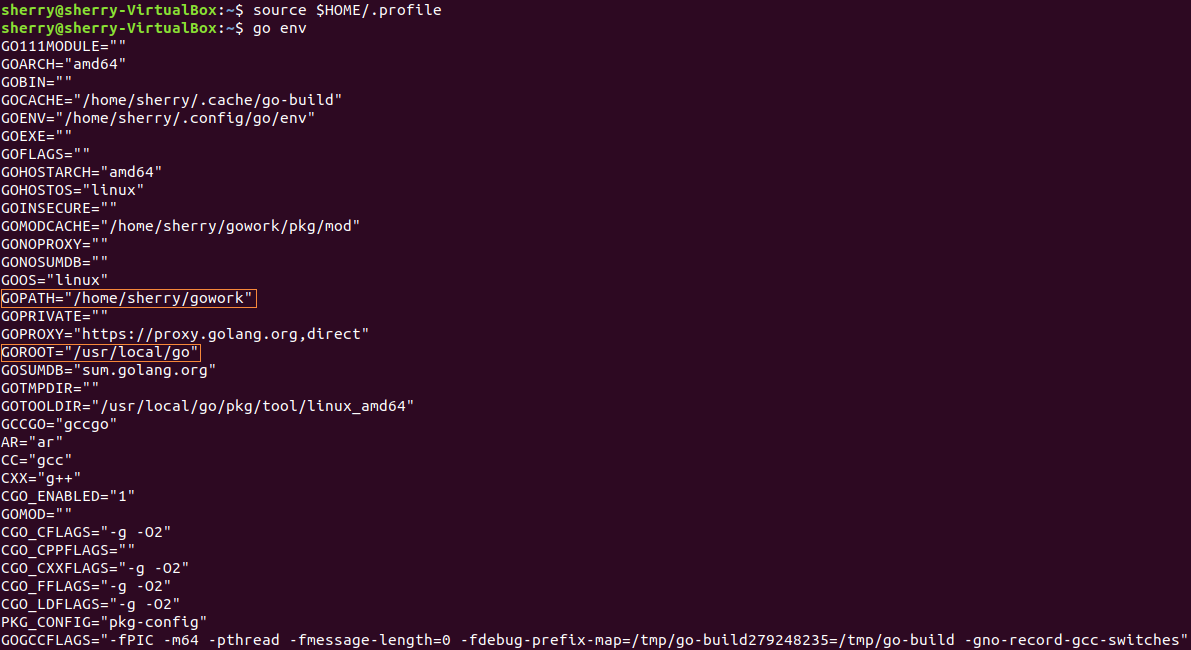 sherry@sherry-VirtualBox:~$ source $HOME/.profile
sherry@sherry-VirtualBox:~$ go env
GO111MODULE=""
GOARCH="amd64"
GOBIN=""
GOCACHE="/home/sherry/.cache/go-build"
GOENV="/home/sherry/.config/go/env"
GOEXE=""
GOFLAGS=""
GOHOSTARCH="amd64"
GOHOSTOS="linux"
GOINSECURE=""
GOMODCACHE="/home/sherry/gowork/pkg/mod"
GONOPROXY=""
GONOSUMDB=""
GOOS="linux"
GOPATH="/home/sherry/gowork"
GOPRIVATE=""
GOPROXY="https://proxy.golang.org,direct"
GOROOT="/usr/local/go"
GOSUMDB="sum.golang.org"
GOTMPDIR=""
GOTOOLDIR="/usr/local/go/pkg/tool/linux_amd64"
GCCGO="gccgo"
AR="ar"
CC="gcc"
CXX="g++"
CGO_ENABLED="1"
GOMOD=""
CGO_CFLAGS="-g -O2"
CGO_CPPFLAGS=""
CGO_CXXFLAGS="-g -O2"
CGO_FFLAGS="-g -O2"
CGO_LDFLAGS="-g -O2"
PKG_CONFIG="pkg-config"
GOGCCFLAGS="-fPIC -m64 -pthread -fmessage-length=0 -fdebug-prefix-map=/tmp/go-build279248235=/tmp/go-build -gno-record-gcc-switches"